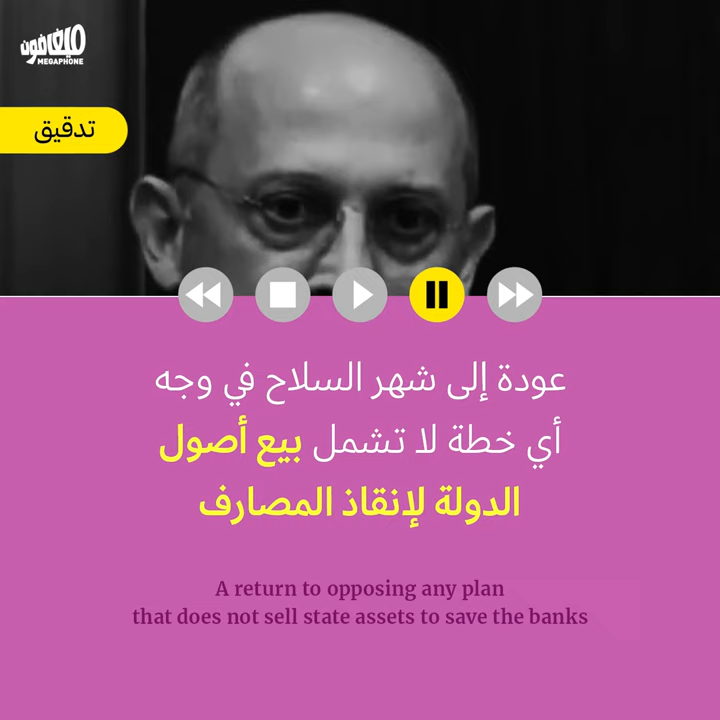 ميغافون
MEGAPHONE
تدقيق
عودة إلى شهر السلاح في وجه
أي خطة لا تشمل بيع أصول
الدولة لإنقاذ المصارف
A return to opposing any plan
that does not sell state assets to save the banks